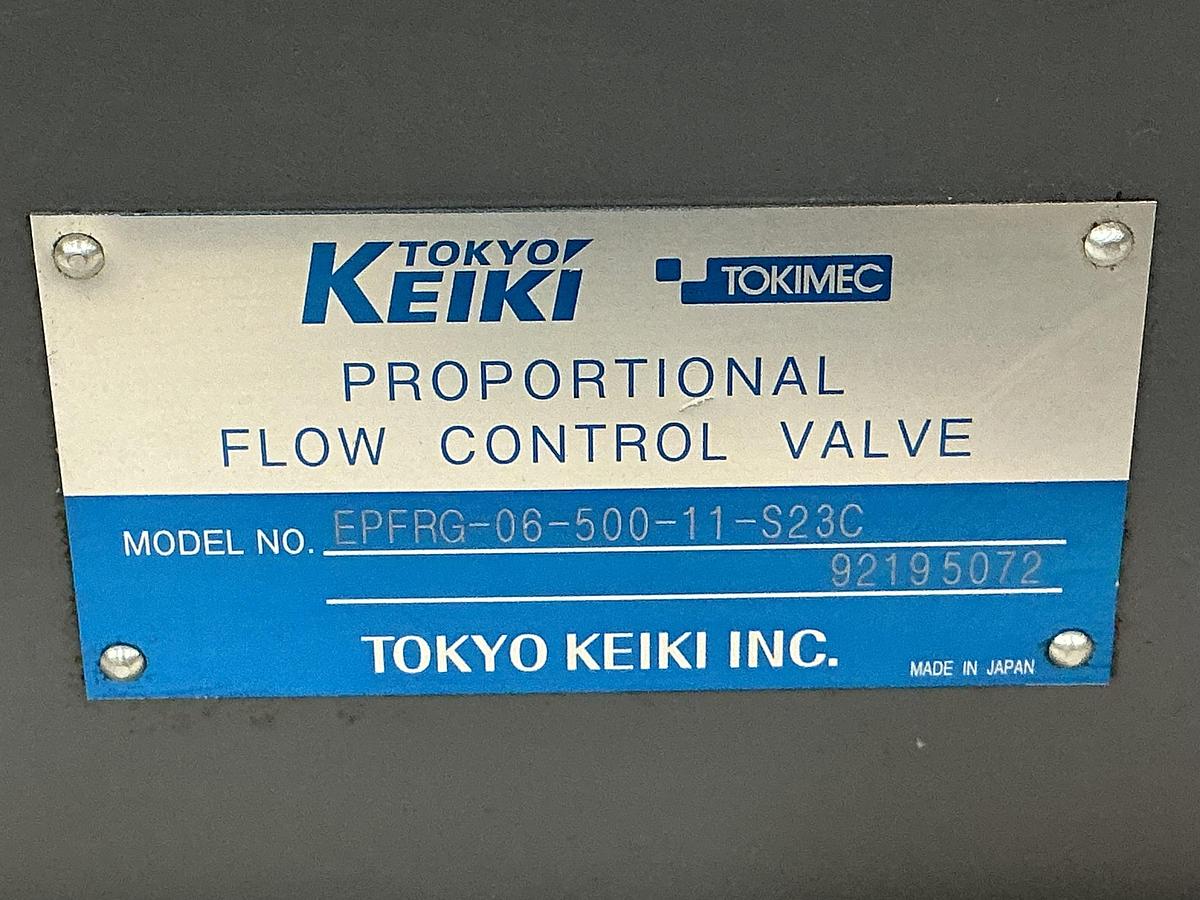 TOKYO KEIKI TOKIMEC
PROPORTIONAL
FLOW CONTROL VALVE
MODEL NO. EPFRG-06-500-11-S23C
92195072
TOKYO KEIKI INC.
MADE IN JAPAN